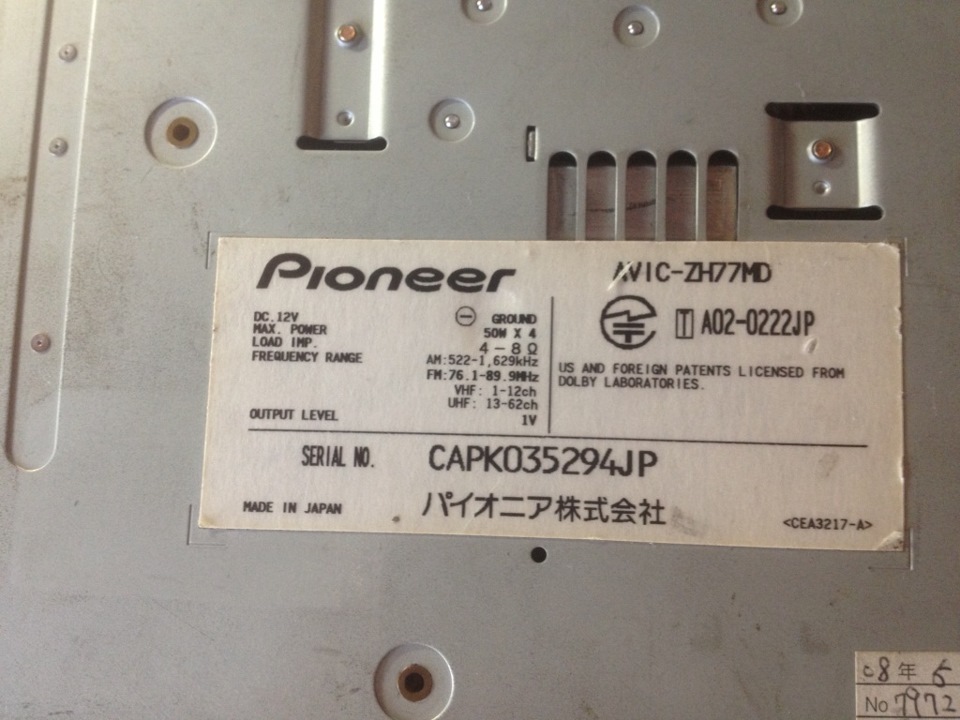 Pioneer
AVIC-ZH77MD
DC.12V ⊖ GROUND
MAX. POWER 50W X 4
LOAD IMP. 4-8Ω
FREQUENCY RANGE AM:522-1,629kHz
FM:76.1-89.9MHz
VHF: 1-12ch
UHF: 13-62ch
OUTPUT LEVEL 1V
T A02-0222JP
US AND FOREIGN PATENTS LICENSED FROM
DOLBY LABORATORIES.
SERIAL NO. CAPK035294JP
MADE IN JAPAN パイオニア株式会社 <CEA3217-A>
08年5
No 7972